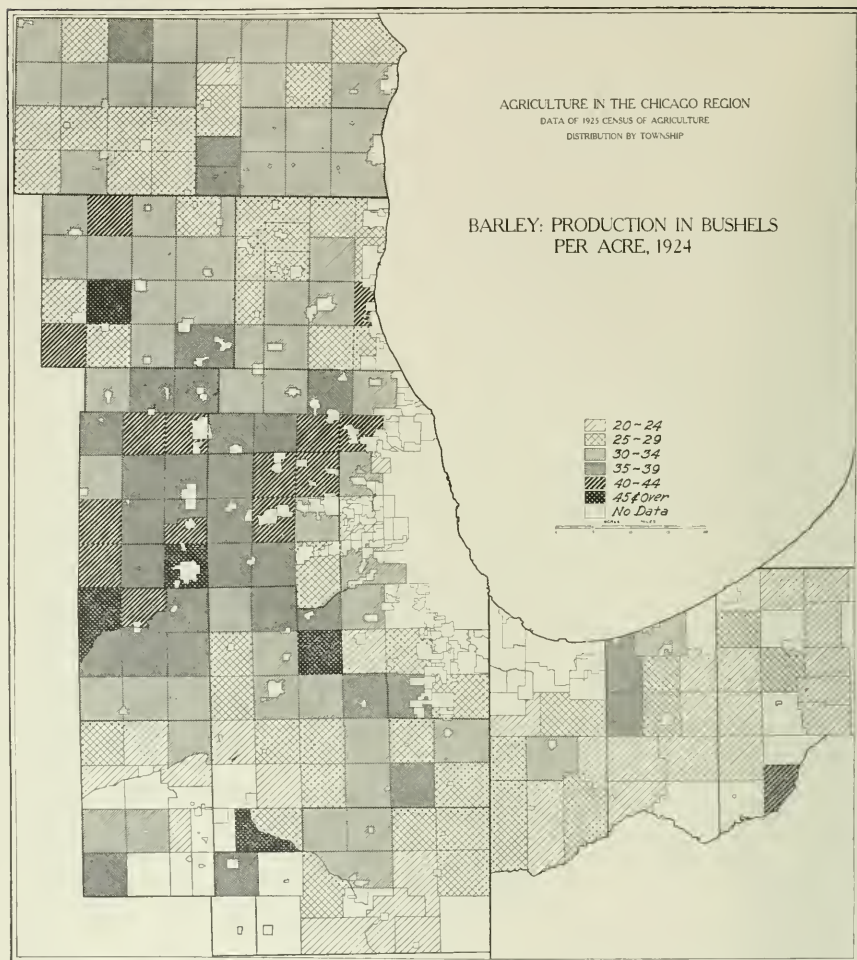 AGRICULTURE IN THE CHICAGO REGION
DATA OF 1925 CENSUS OF AGRICULTURE
DISTRIBUTION BY TOWNSHIP
BARLEY: PRODUCTION IN BUSHELS
PER ACRE, 1924
20-24
25-29
30-34
35-39
40-44
45 & Over
No Data
MILES